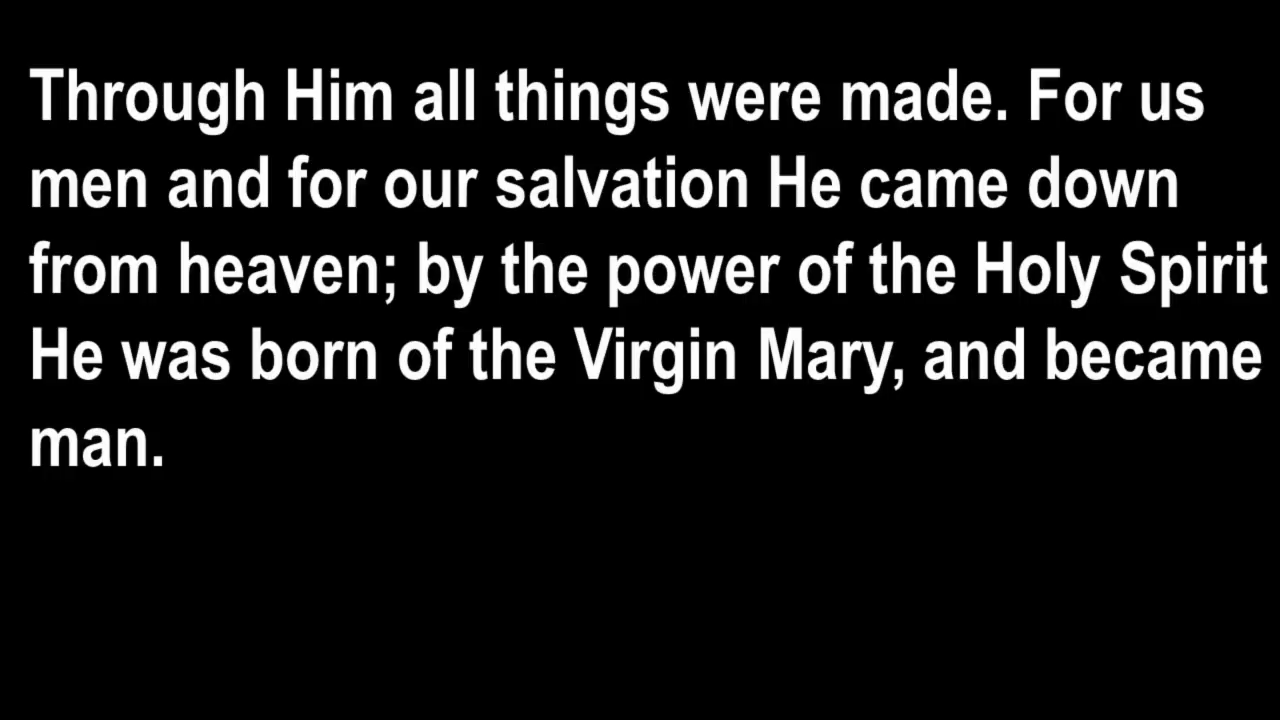 Through Him all things were made. For us
men and for our salvation He came down
from heaven; by the power of the Holy Spirit
He was born of the Virgin Mary, and became
man.